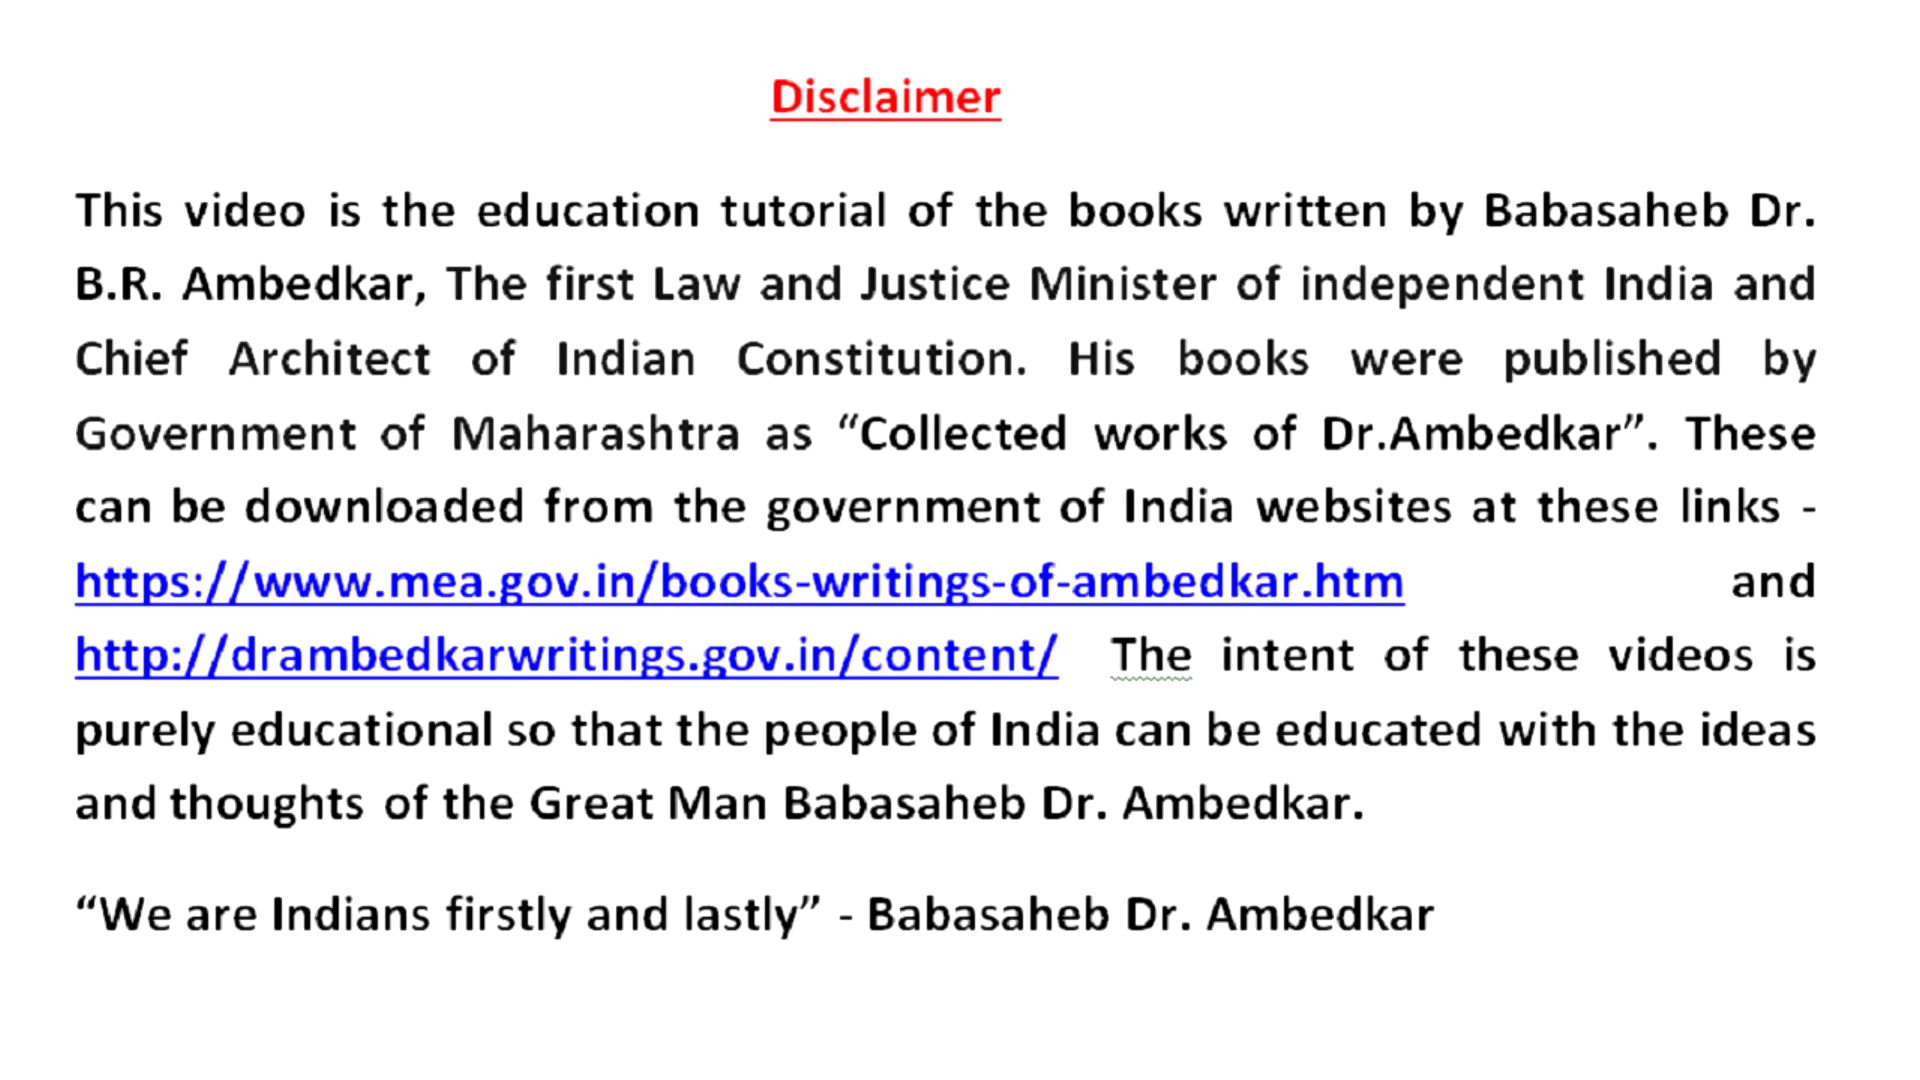 Disclaimer
This video is the education tutorial of the books written by Babasaheb Dr.
B.R. Ambedkar, The first Law and Justice Minister of independent India and
Chief Architect of Indian Constitution. His books were published by
Government of Maharashtra as “Collected works of Dr.Ambedkar”. These
can be downloaded from the government of India websites at these links -
https://www.mea.gov.in/books-writings-of-ambedkar.htm and
http://drambedkarwritings.gov.in/content/ The intent of these videos is
purely educational so that the people of India can be educated with the ideas
and thoughts of the Great Man Babasaheb Dr. Ambedkar.
“We are Indians firstly and lastly” - Babasaheb Dr. Ambedkar